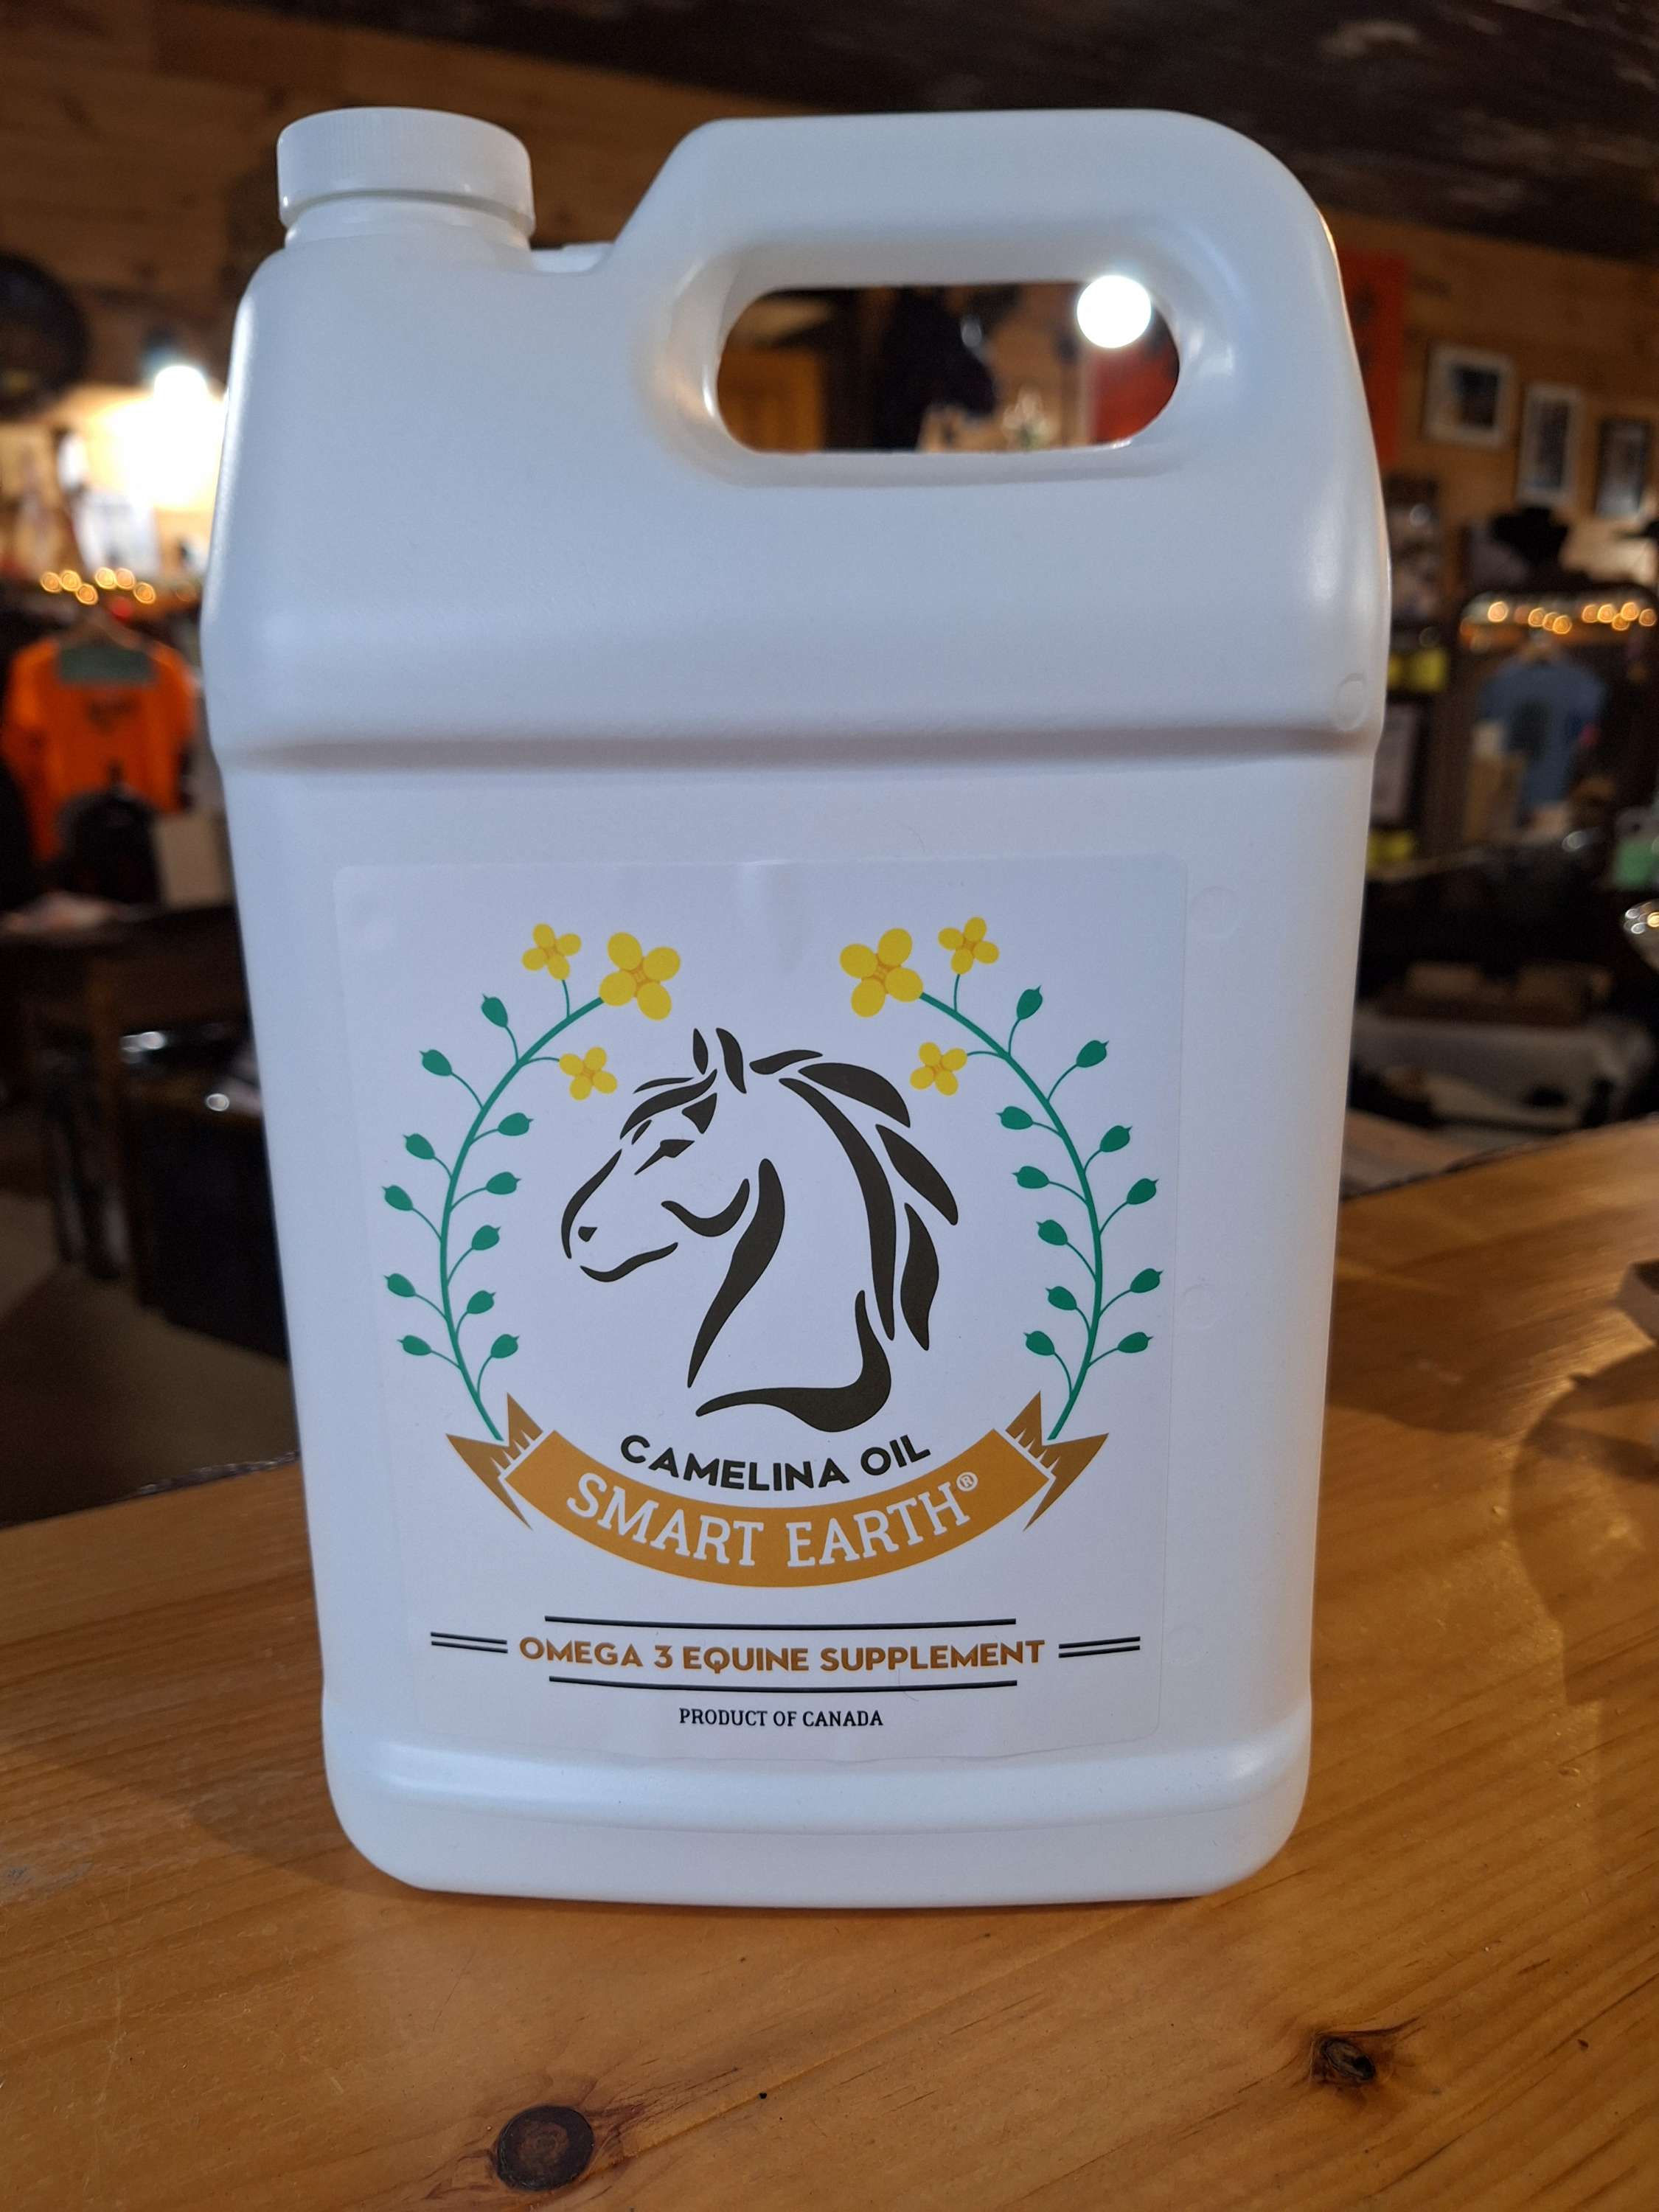 CAMELINA OIL
SMART EARTH®
OMEGA 3 EQUINE SUPPLEMENT
PRODUCT OF CANADA